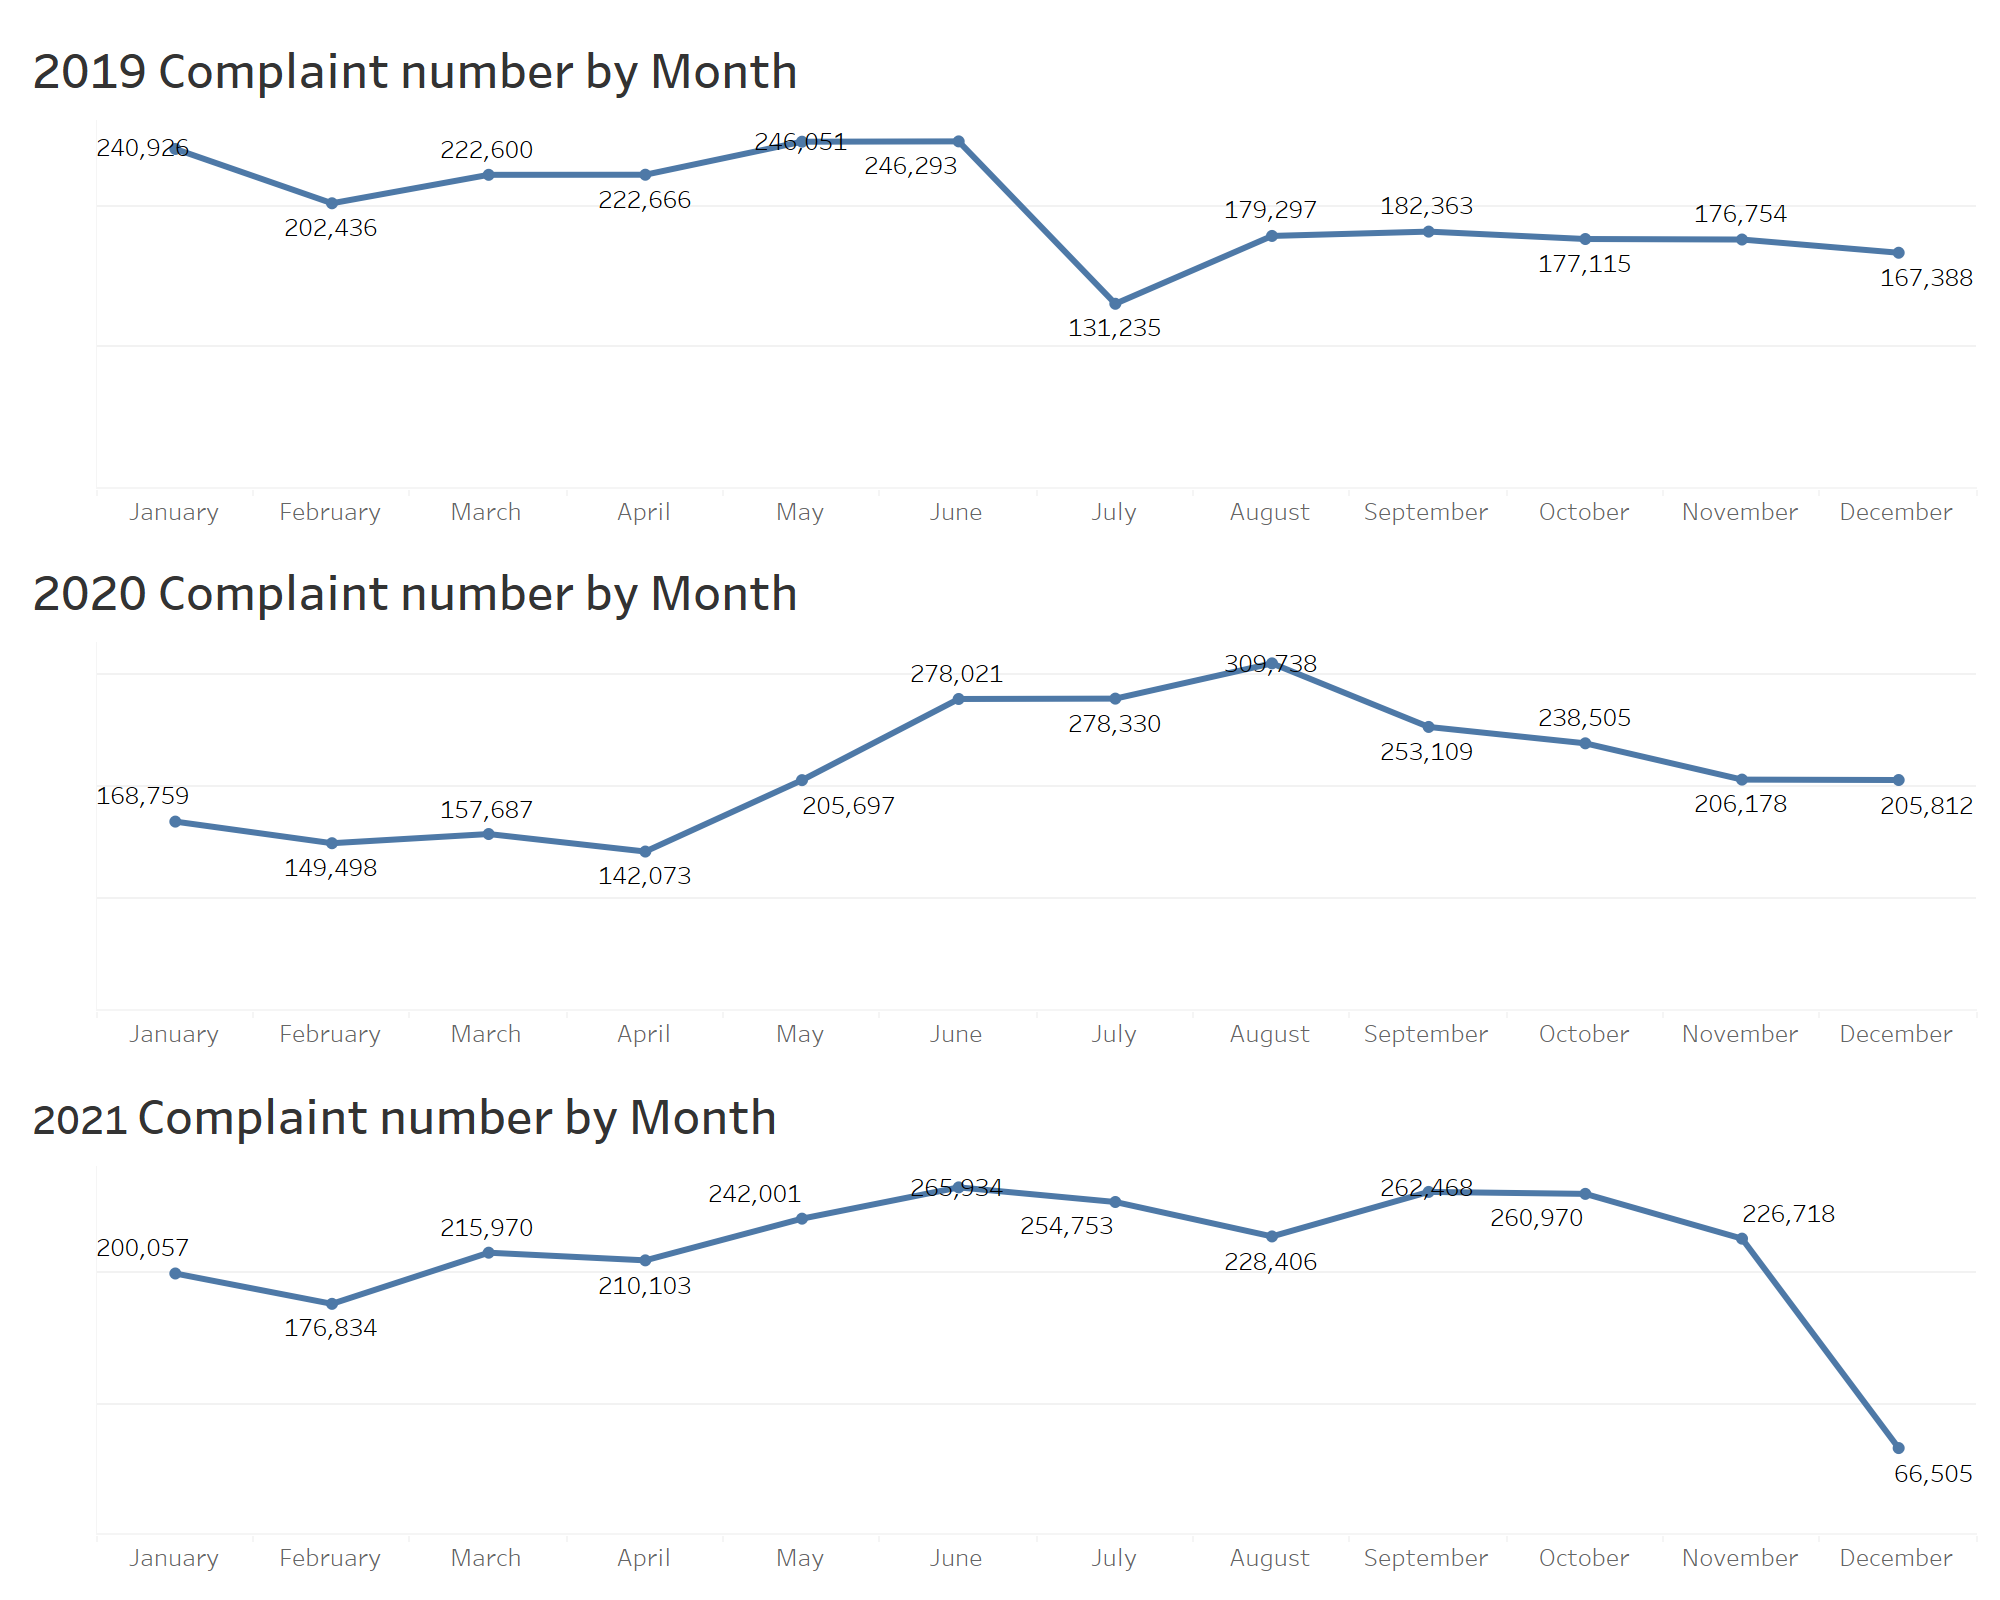 2019 Complaint number by Month
240,926 202,436 222,600 222,666 246,051 246,293 131,235 179,297 182,363 177,115 176,754 167,388
January February March April May June July August September October November December
2020 Complaint number by Month
168,759 149,498 157,687 142,073 205,697 278,021 278,330 309,738 253,109 238,505 206,178 205,812
January February March April May June July August September October November December
2021 Complaint number by Month
200,057 176,834 215,970 210,103 242,001 265,934 254,753 228,406 262,468 260,970 226,718 66,505
January February March April May June July August September October November December